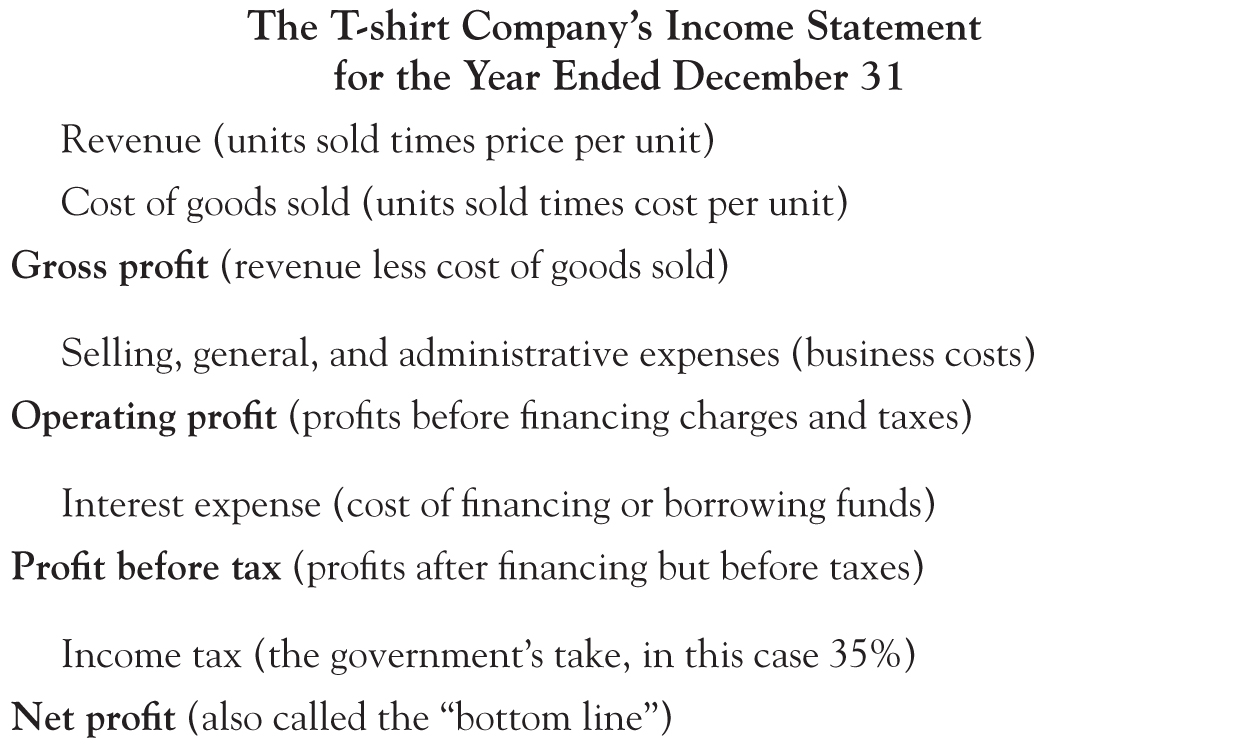 The T-shirt Company’s Income Statement
for the Year Ended December 31
Revenue (units sold times price per unit)
Cost of goods sold (units sold times cost per unit)
Gross profit (revenue less cost of goods sold)
Selling, general, and administrative expenses (business costs)
Operating profit (profits before financing charges and taxes)
Interest expense (cost of financing or borrowing funds)
Profit before tax (profits after financing but before taxes)
Income tax (the government’s take, in this case 35%)
Net profit (also called the “bottom line”)